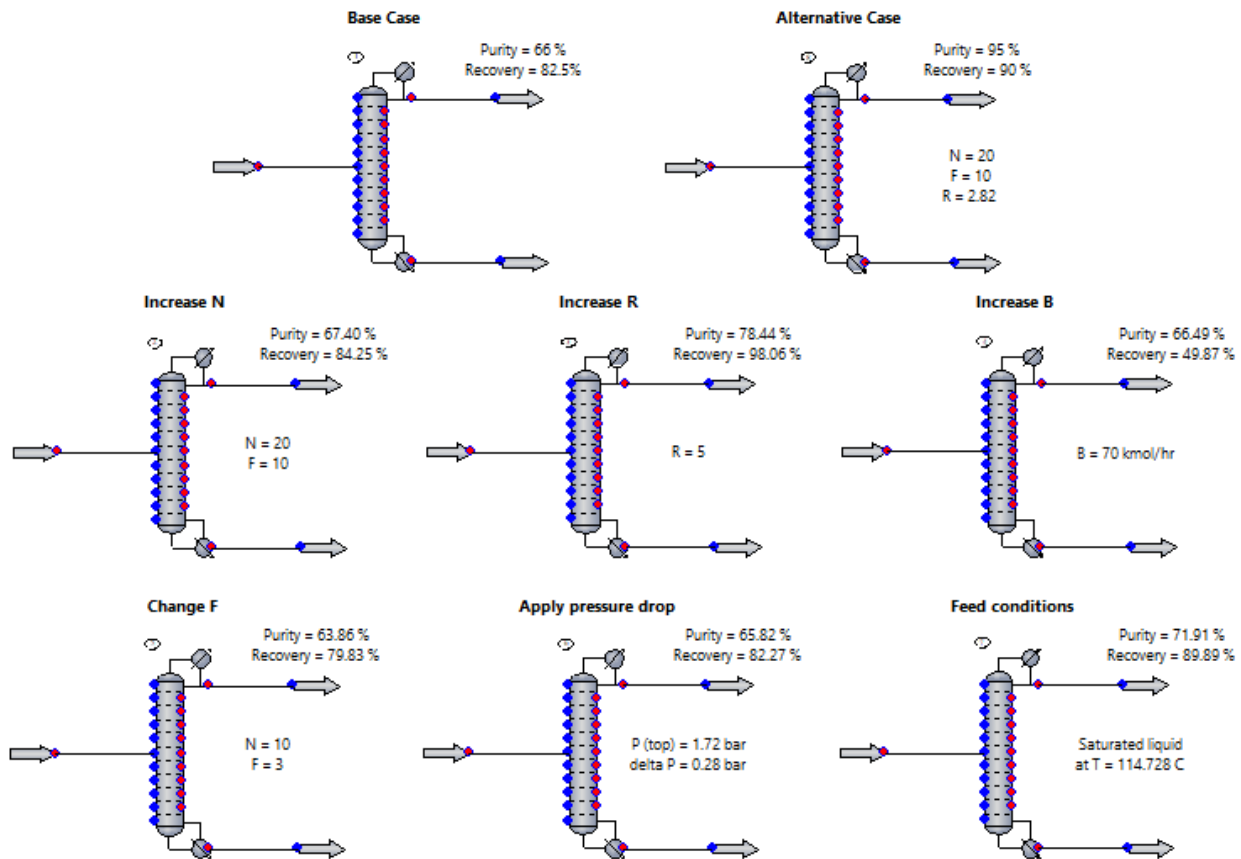 Base Case
Purity = 66 %
Recovery = 82.5%
Alternative Case
Purity = 95 %
Recovery = 90 %
N = 20
F = 10
R = 2.82
Increase N
Purity = 67.40 %
Recovery = 84.25 %
N = 20
F = 10
Increase R
Purity = 78.44 %
Recovery = 98.06 %
R = 5
Increase B
Purity = 66.49 %
Recovery = 49.87 %
B = 70 kmol/hr
Change F
Purity = 63.86 %
Recovery = 79.83 %
N = 10
F = 3
Apply pressure drop
Purity = 65.82 %
Recovery = 82.27 %
P (top) = 1.72 bar
delta P = 0.28 bar
Feed conditions
Purity = 71.91 %
Recovery = 89.89 %
Saturated liquid
at T = 114.728 C